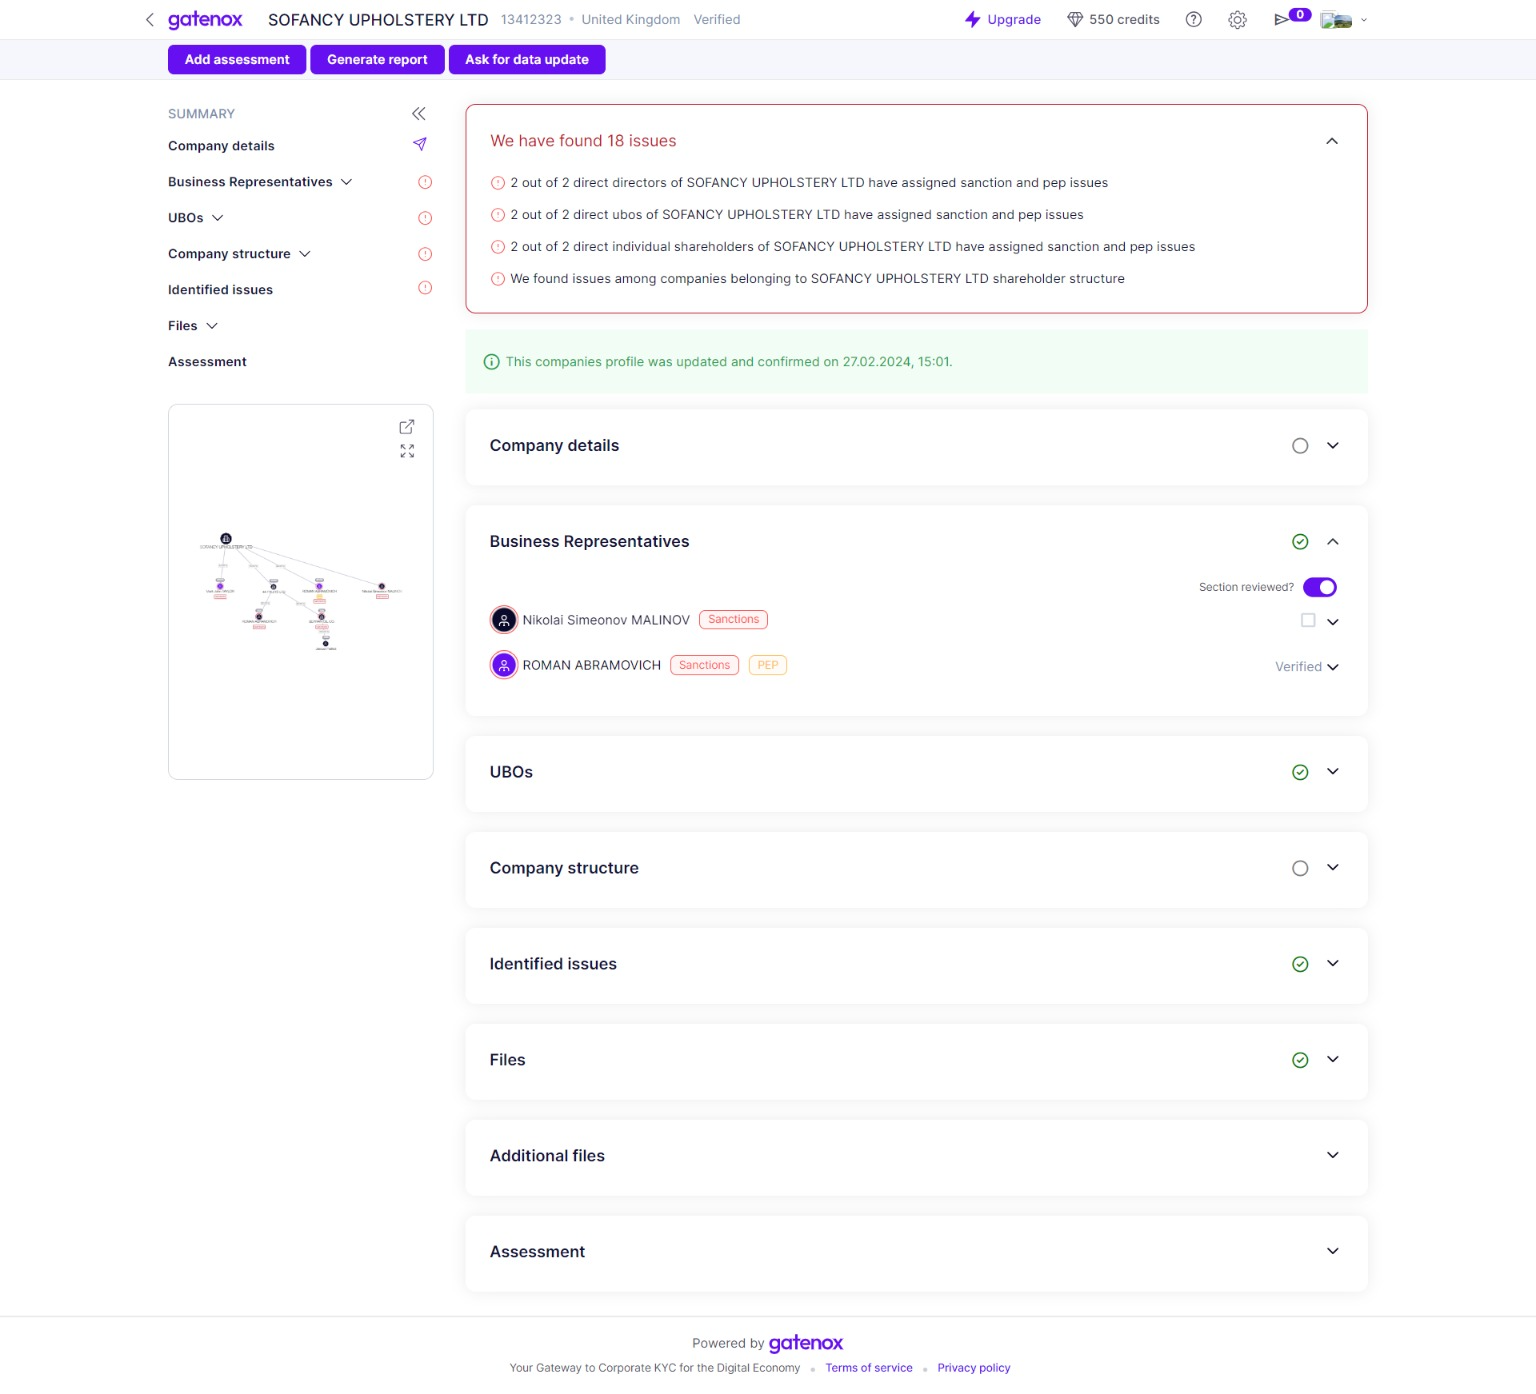 gatenox SOFANCY UPHOLSTERY LTD 13412323 • United Kingdom Verified Upgrade 550 credits 0
Add assessment Generate report Ask for data update
SUMMARY
Company details
Business Representatives
UBOs
Company structure
Identified issues
Files
Assessment
SOFANCY UPHOLSTERY LTD
We have found 18 issues
2 out of 2 direct directors of SOFANCY UPHOLSTERY LTD have assigned sanction and pep issues
2 out of 2 direct ubos of SOFANCY UPHOLSTERY LTD have assigned sanction and pep issues
2 out of 2 direct individual shareholders of SOFANCY UPHOLSTERY LTD have assigned sanction and pep issues
We found issues among companies belonging to SOFANCY UPHOLSTERY LTD shareholder structure
This companies profile was updated and confirmed on 27.02.2024, 15:01.
Company details
Business Representatives
Section reviewed?
Nikolai Simeonov MALINOV Sanctions
ROMAN ABRAMOVICH Sanctions PEP Verified
UBOs
Company structure
Identified issues
Files
Additional files
Assessment
Powered by gatenox
Your Gateway to Corporate KYC for the Digital Economy • Terms of service • Privacy policy